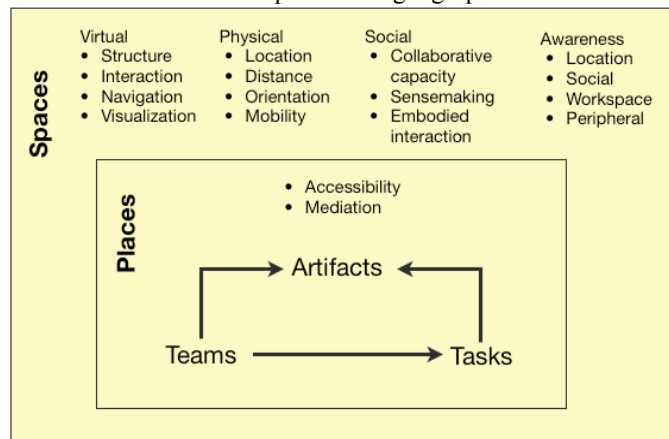 Virtual
• Structure
• Interaction
• Navigation
• Visualization
Physical
• Location
• Distance
• Orientation
• Mobility
Social
• Collaborative
capacity
• Sensemaking
• Embodied
interaction
Awareness
• Location
• Social
• Workspace
• Peripheral
Spaces
• Accessibility
• Mediation
Places
Artifacts
Teams
Tasks